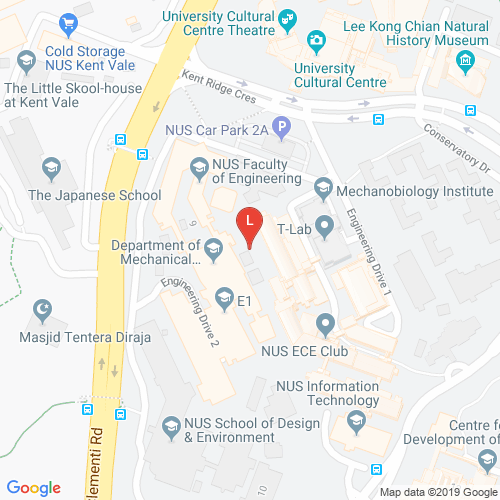 University Cultural
Centre Theatre
Lee Kong Chian Natural
History Museum
Cold Storage
NUS Kent Vale
University
Cultural Centre
Kent Ridge Cres
The Little Skool-house
at Kent Vale
NUS Car Park 2A
P
Conservatory Dr
NUS Faculty
of Engineering
The Japanese School
Mechanobiology Institute
9
L
T-Lab
Engineering Drive 1
Department of
Mechanical...
Engineering Drive 2
E1
Masjid Tentera Diraja
NUS ECE Club
NUS Information
Technology
NUS School of Design
& Environment
Centre fo
Development of
lementi Rd
10
Google
Map data ©2019 Google